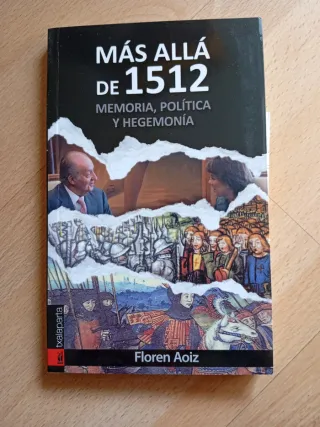 MÁS ALLÁ
DE 1512
MEMORIA, POLÍTICA
Y HEGEMONÍA
txalaparta
Floren Aoiz